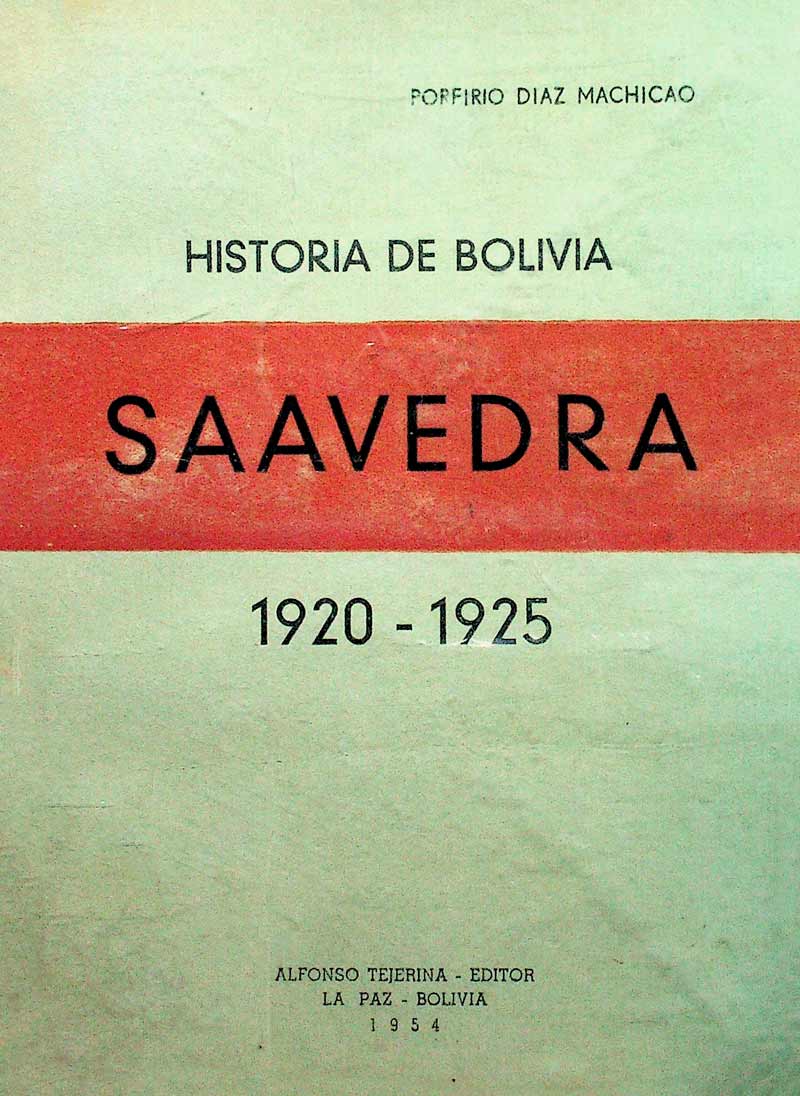 PORFIRIO DIAZ MACHICAO
HISTORIA DE BOLIVIA
SAAVEDRA
1920 - 1925
ALFONSO TEJERINA - EDITOR
LA PAZ - BOLIVIA
1954